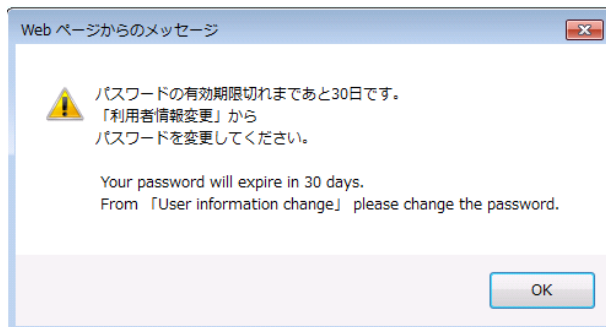 Web ページからのメッセージ
パスワードの有効期限切れまであと30日です。
「利用者情報変更」から
パスワードを変更してください。
Your password will expire in 30 days.
From 「User information change」 please change the password.
OK